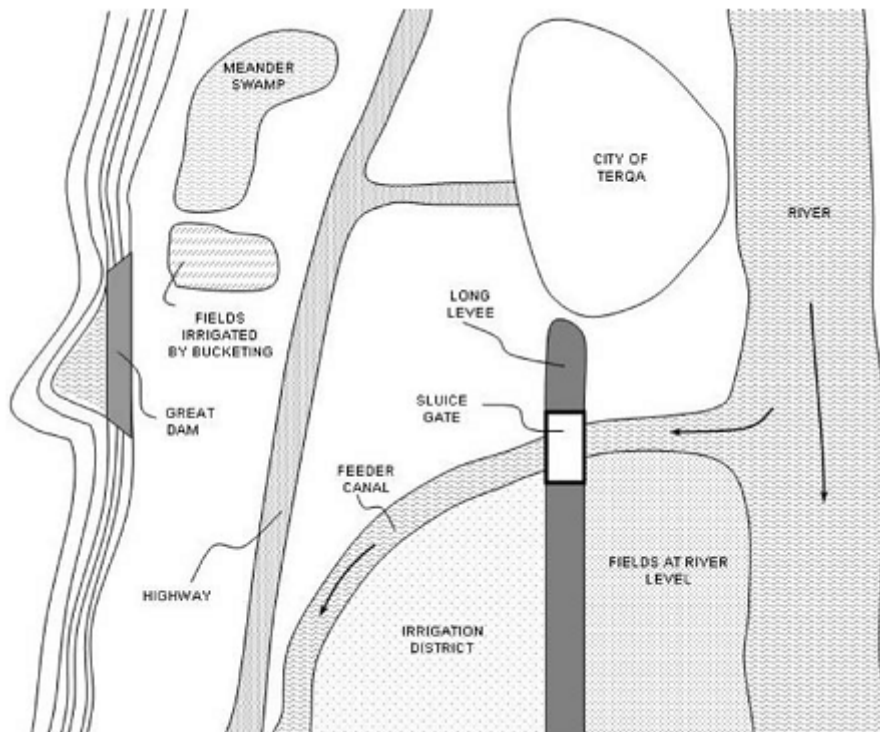 MEANDER
SWAMP
CITY OF
TERQA
RIVER
LONG
LEVEE
FIELDS
IRRIGATED
BY BUCKETING
SLUICE
GATE
GREAT
DAM
FEEDER
CANAL
FIELDS AT RIVER
LEVEL
HIGHWAY
IRRIGATION
DISTRICT